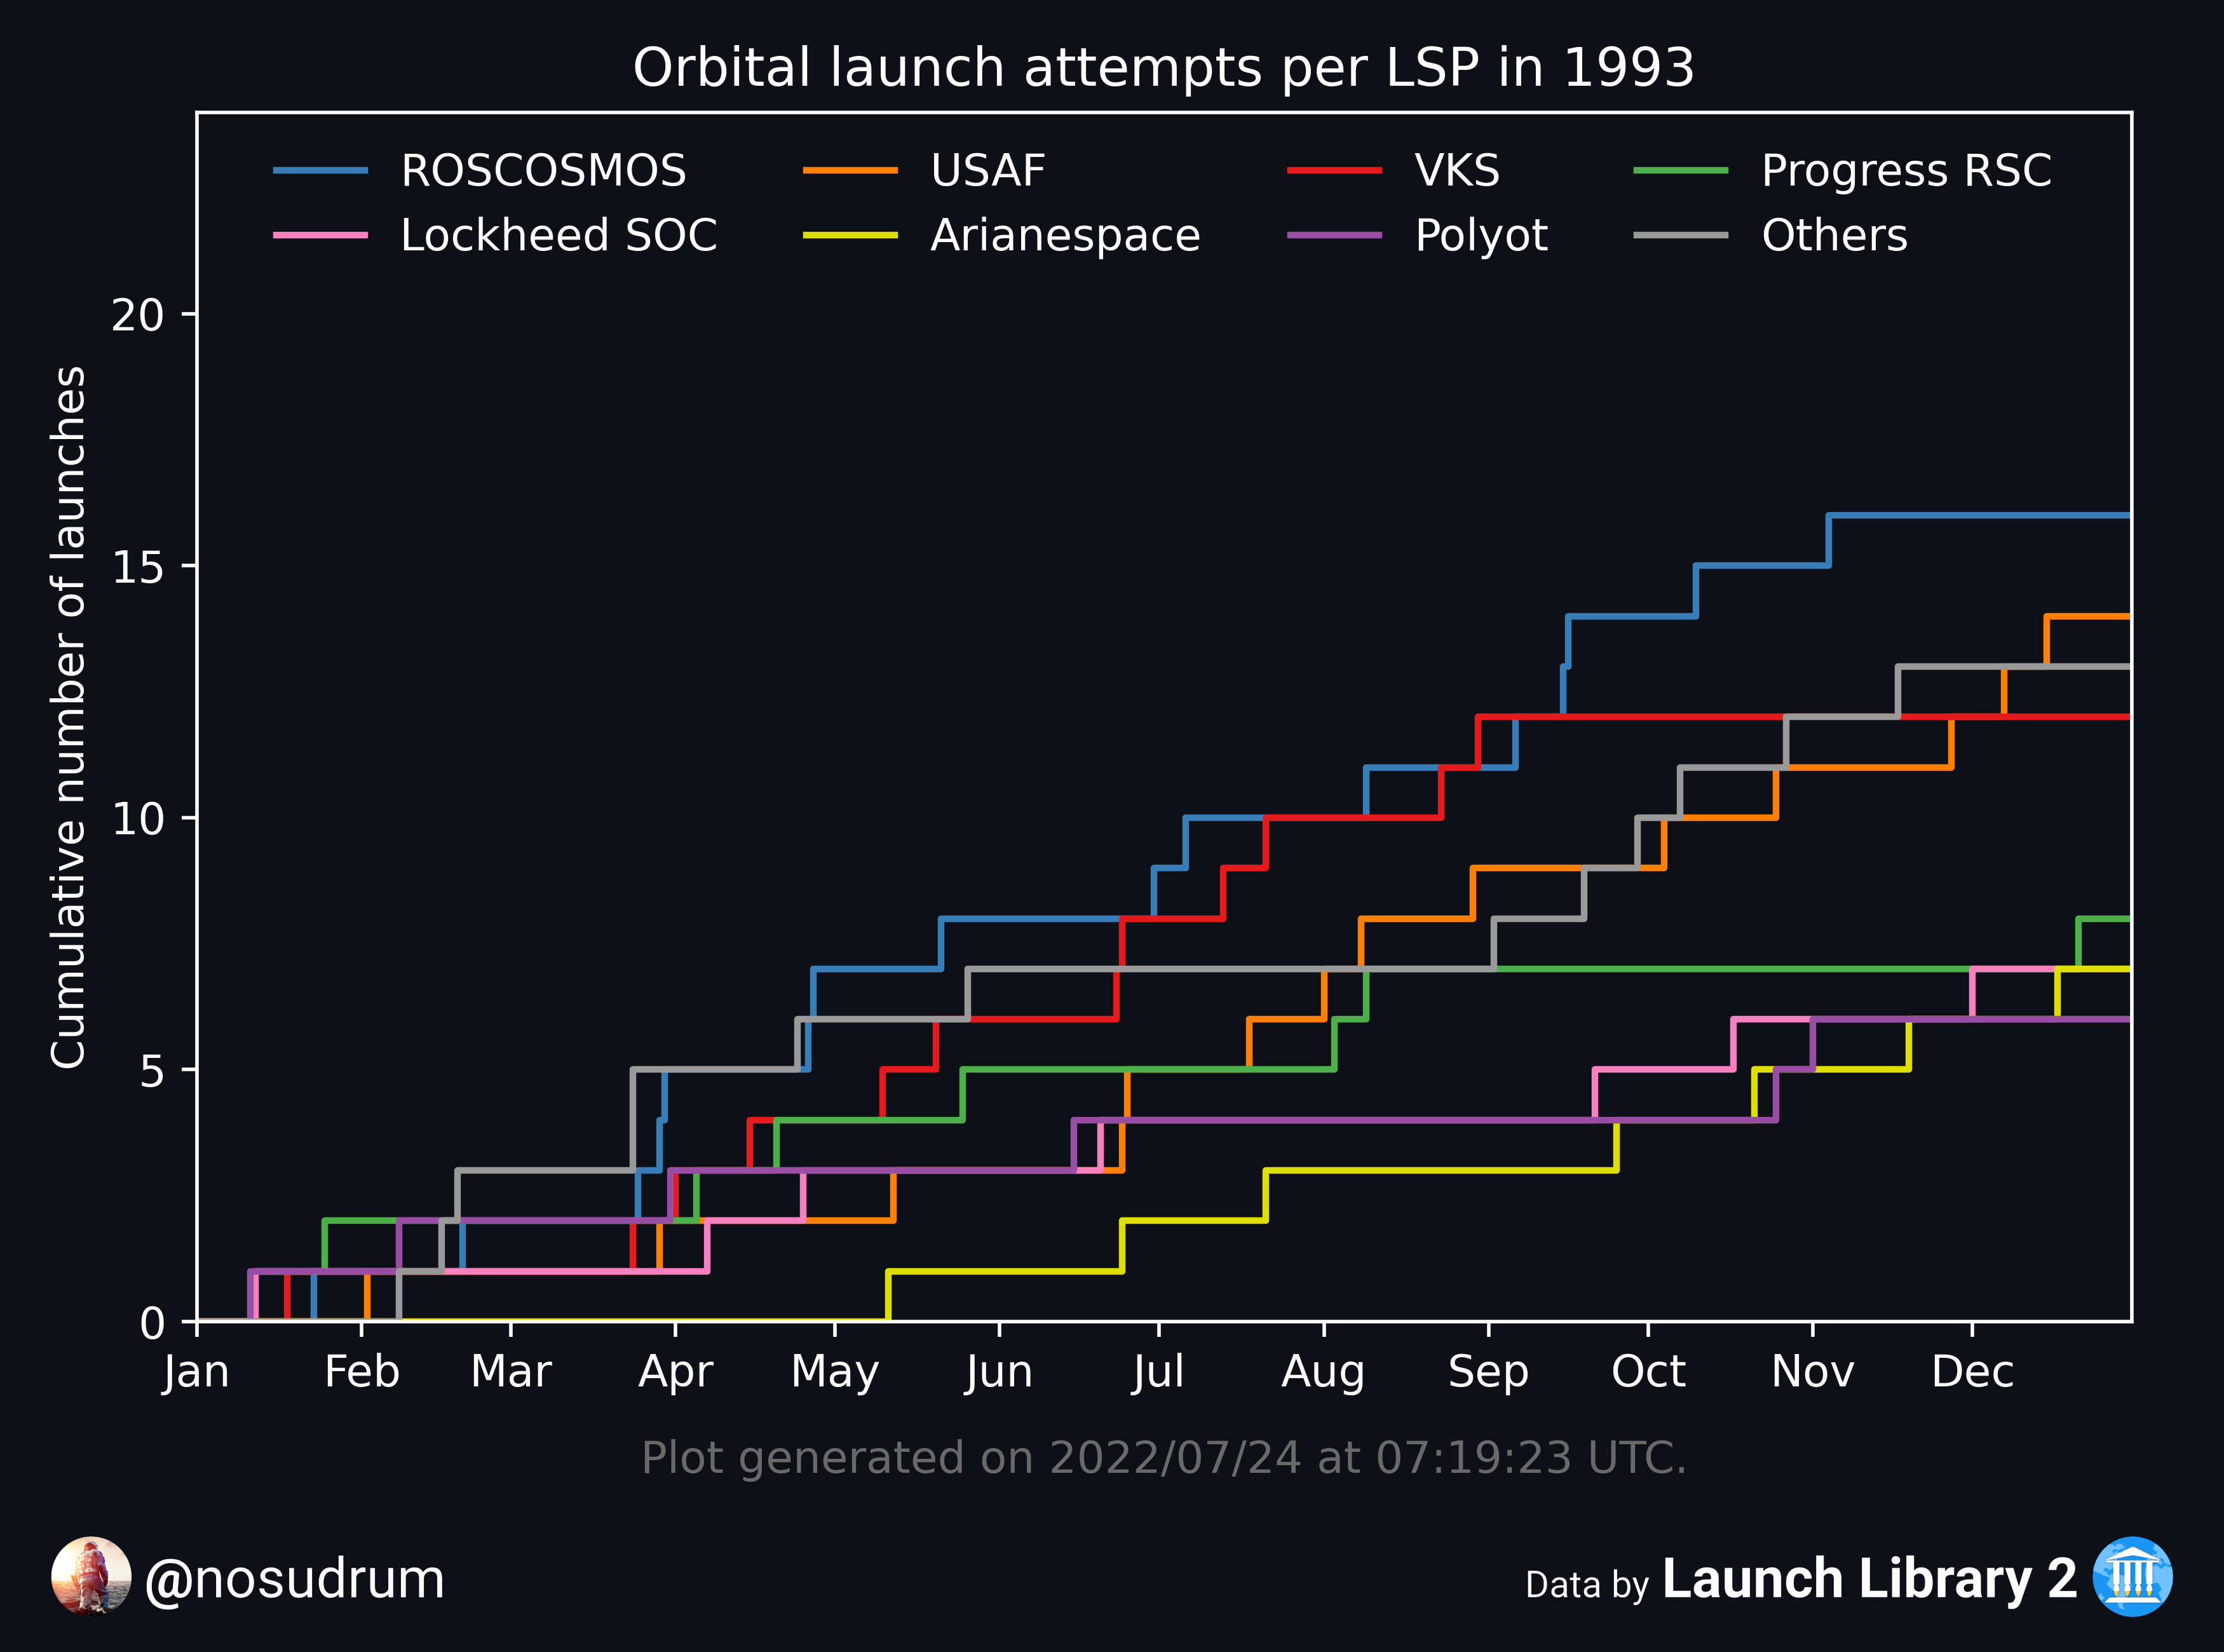 Orbital launch attempts per LSP in 1993
ROSCOSMOS USAF VKS Progress RSC
Lockheed SOC Arianespace Polyot Others
Cumulative number of launches
20
15
10
5
0
Jan Feb Mar Apr May Jun Jul Aug Sep Oct Nov Dec
Plot generated on 2022/07/24 at 07:19:23 UTC.
@nosudrum
Data by Launch Library 2